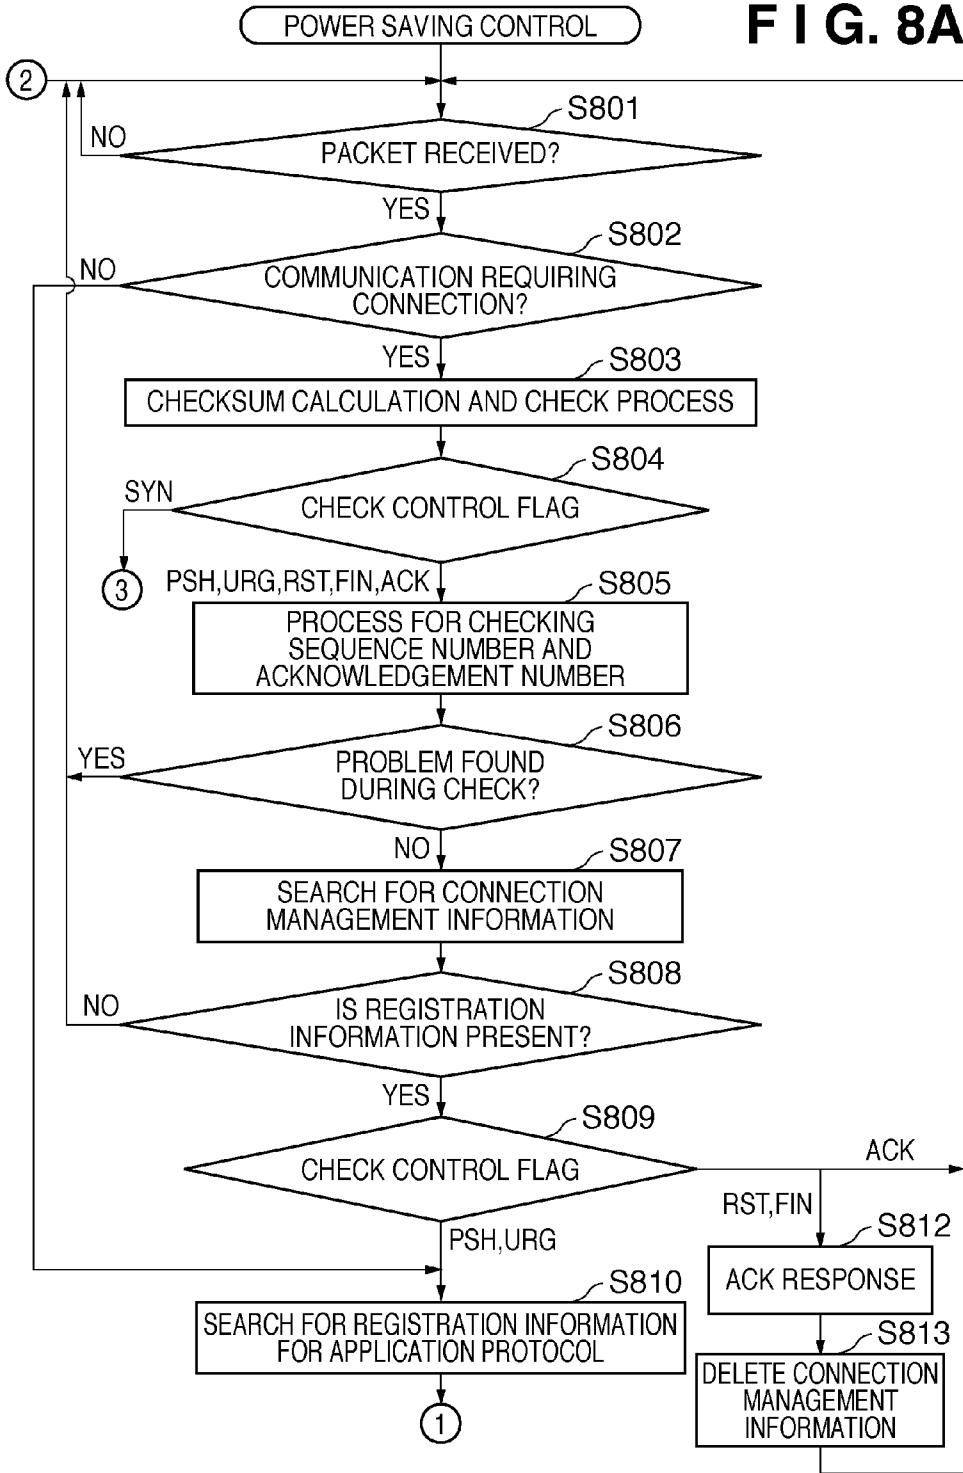 FIG. 8A
POWER SAVING CONTROL
2
S801
NO
PACKET RECEIVED?
YES
S802
NO
COMMUNICATION REQUIRING
CONNECTION?
YES
S803
CHECKSUM CALCULATION AND CHECK PROCESS
S804
SYN
CHECK CONTROL FLAG
3
PSH,URG,RST,FIN,ACK
S805
PROCESS FOR CHECKING
SEQUENCE NUMBER AND
ACKNOWLEDGEMENT NUMBER
S806
YES
PROBLEM FOUND
DURING CHECK?
NO
S807
SEARCH FOR CONNECTION
MANAGEMENT INFORMATION
S808
NO
IS REGISTRATION
INFORMATION PRESENT?
YES
S809
CHECK CONTROL FLAG
ACK
RST,FIN
PSH,URG
S812
ACK RESPONSE
S810
SEARCH FOR REGISTRATION INFORMATION
FOR APPLICATION PROTOCOL
S813
DELETE CONNECTION
MANAGEMENT
INFORMATION
1